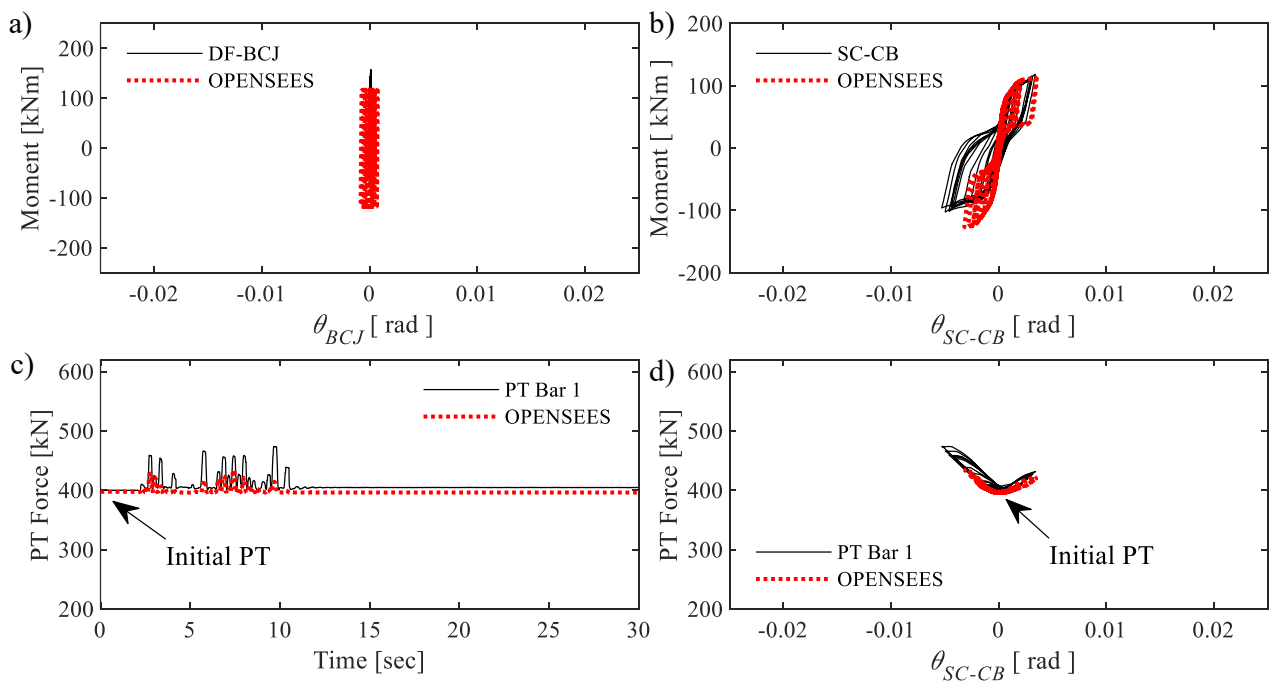 a)
200
100
0
-100
-200
Moment [kNm]
DF-BCJ
OPENSEES
-0.02
-0.01
0
0.01
0.02
θBCJ [ rad ]
b)
200
100
0
-100
-200
Moment [ kNm ]
SC-CB
OPENSEES
-0.02
-0.01
0
0.01
0.02
θSC-CB [ rad ]
c)
600
500
400
300
200
PT Force [kN]
PT Bar 1
OPENSEES
Initial PT
0
5
10
15
20
25
30
Time [sec]
d)
600
500
400
300
200
PT Force [kN]
Initial PT
PT Bar 1
OPENSEES
-0.02
-0.01
0
0.01
0.02
θSC-CB [ rad ]